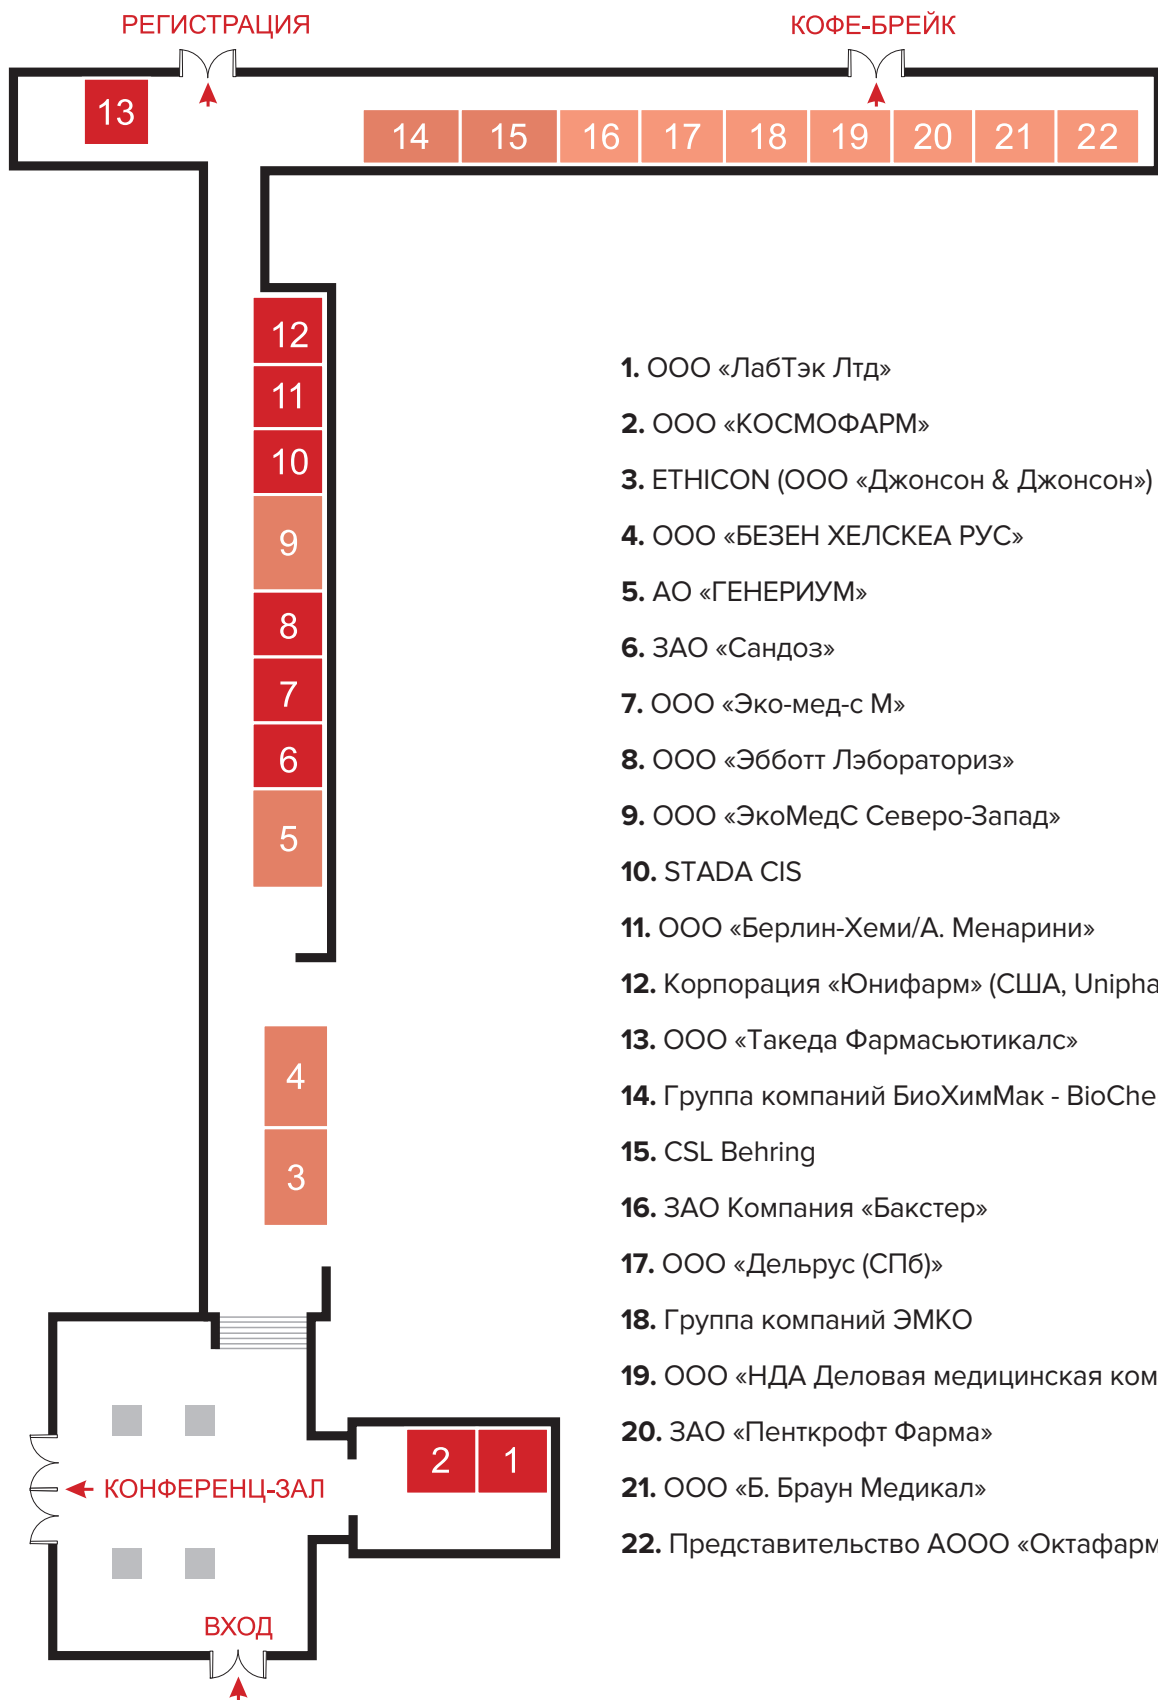 РЕГИСТРАЦИЯ
КОФЕ-БРЕЙК
13
14 15 16 17 18 19 20 21 22
12
11
10
9
8
7
6
5
4
3
2 1
КОНФЕРЕНЦ-ЗАЛ
ВХОД
1. ООО «ЛабТэк Лтд»
2. ООО «КОСМОФАРМ»
3. ETHICON (ООО «Джонсон & Джонсон»)
4. ООО «БЕЗЕН ХЕЛСКЕА РУС»
5. АО «ГЕНЕРИУМ»
6. ЗАО «Сандоз»
7. ООО «Эко-мед-с М»
8. ООО «Эбботт Лэбораториз»
9. ООО «ЭкоМедС Северо-Запад»
10. STADA CIS
11. ООО «Берлин-Хеми/А. Менарини»
12. Корпорация «Юнифарм» (США, Unipha
13. ООО «Такеда Фармасьютикалс»
14. Группа компаний БиоХимМак - BioChe
15. CSL Behring
16. ЗАО Компания «Бакстер»
17. ООО «Дельрус (СПб)»
18. Группа компаний ЭМКО
19. ООО «НДА Деловая медицинская ком
20. ЗАО «Пенткрофт Фарма»
21. ООО «Б. Браун Медикал»
22. Представительство АООО «Октафарм